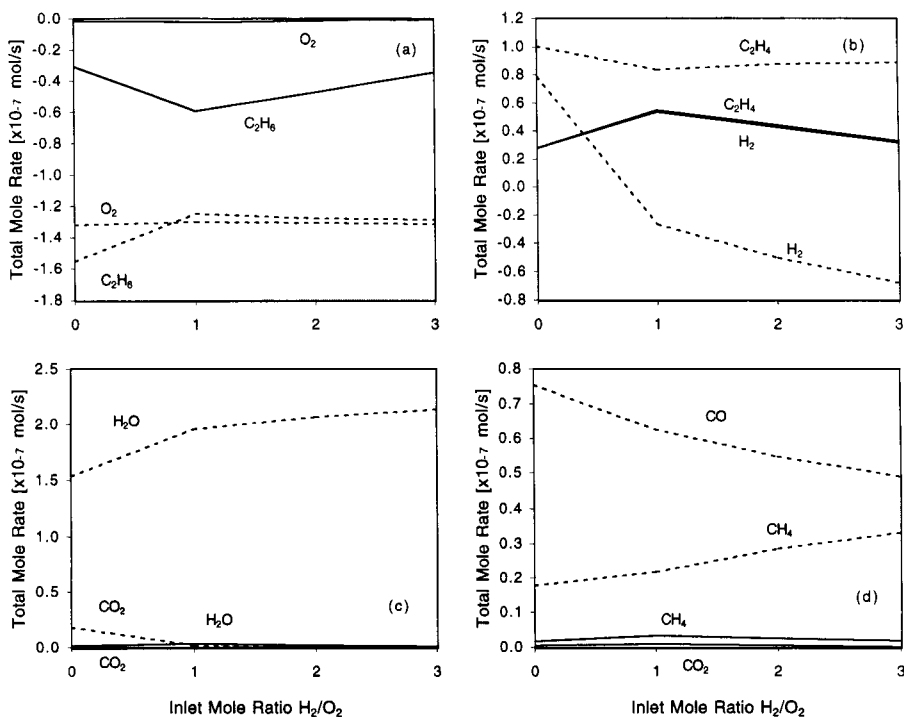 Total Mole Rate [x10-7 mol/s]
0.0
-0.2
-0.4
-0.6
-0.8
-1.0
-1.2
-1.4
-1.6
-1.8
0
1
2
3
(a)
O2
C2H6
O2
C2H6
Total Mole Rate [x10-7 mol/s]
1.2
1.0
0.8
0.6
0.4
0.2
0.0
-0.2
-0.4
-0.6
-0.8
0
1
2
3
(b)
C2H4
C2H4
H2
H2
Total Mole Rate [x10-7 mol/s]
2.5
2.0
1.5
1.0
0.5
0.0
0
1
2
3
H2O
CO2
H2O
(c)
CO2
Inlet Mole Ratio H2/O2
Total Mole Rate [x10-7 mol/s]
0.8
0.7
0.6
0.5
0.4
0.3
0.2
0.1
0.0
0
1
2
3
CO
CH4
CH4
(d)
CO2
Inlet Mole Ratio H2/O2